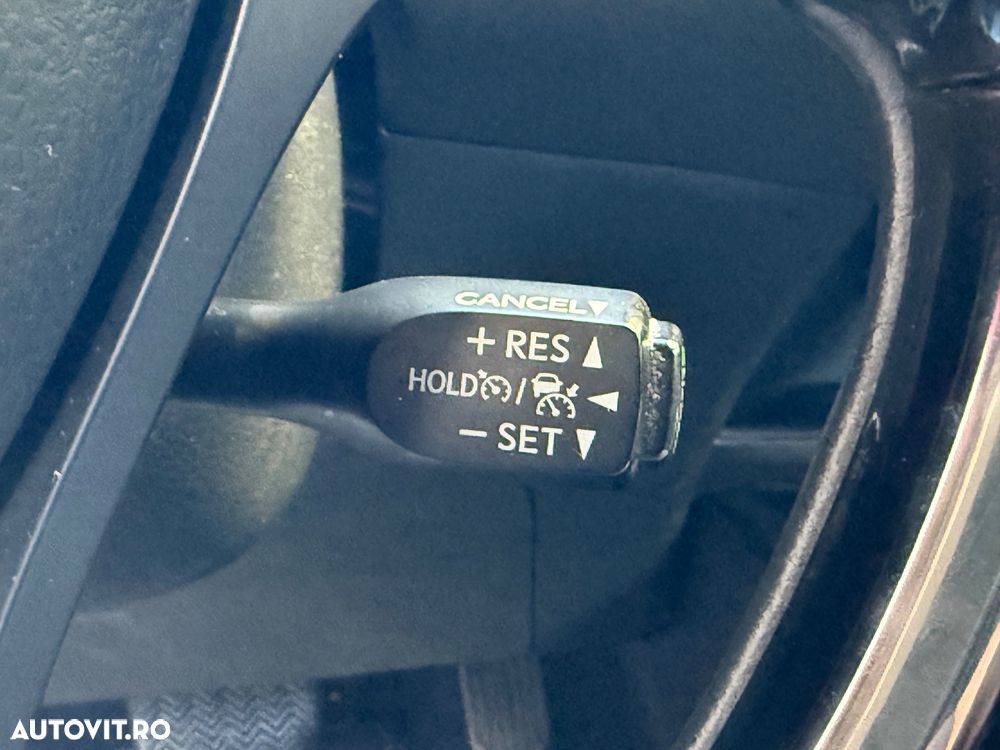 CANCEL▼
+ RES ▲
HOLD / ◀
− SET ▼
AUTOVIT.RO